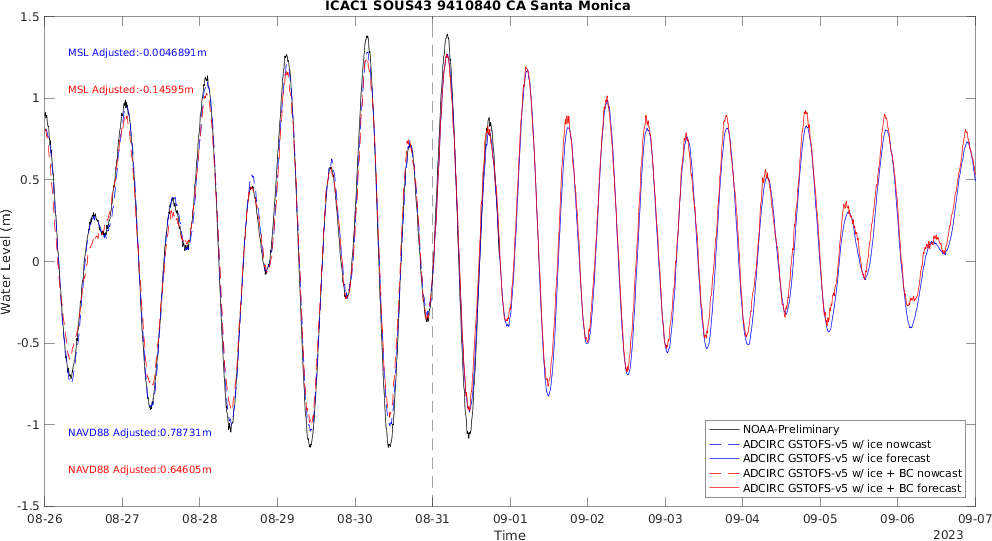 ICAC1 SOUS43 9410840 CA Santa Monica
1.5
MSL Adjusted:-0.0046891m
MSL Adjusted:-0.14595m
1
0.5
0
-0.5
-1
-1.5
Water Level (m)
NAVD88 Adjusted:0.78731m
NAVD88 Adjusted:0.64605m
NOAA-Preliminary
ADCIRC GSTOFS-v5 w/ ice nowcast
ADCIRC GSTOFS-v5 w/ ice forecast
ADCIRC GSTOFS-v5 w/ ice + BC nowcast
ADCIRC GSTOFS-v5 w/ ice + BC forecast
08-26 08-27 08-28 08-29 08-30 08-31 09-01 09-02 09-03 09-04 09-05 09-06 09-07
Time
2023